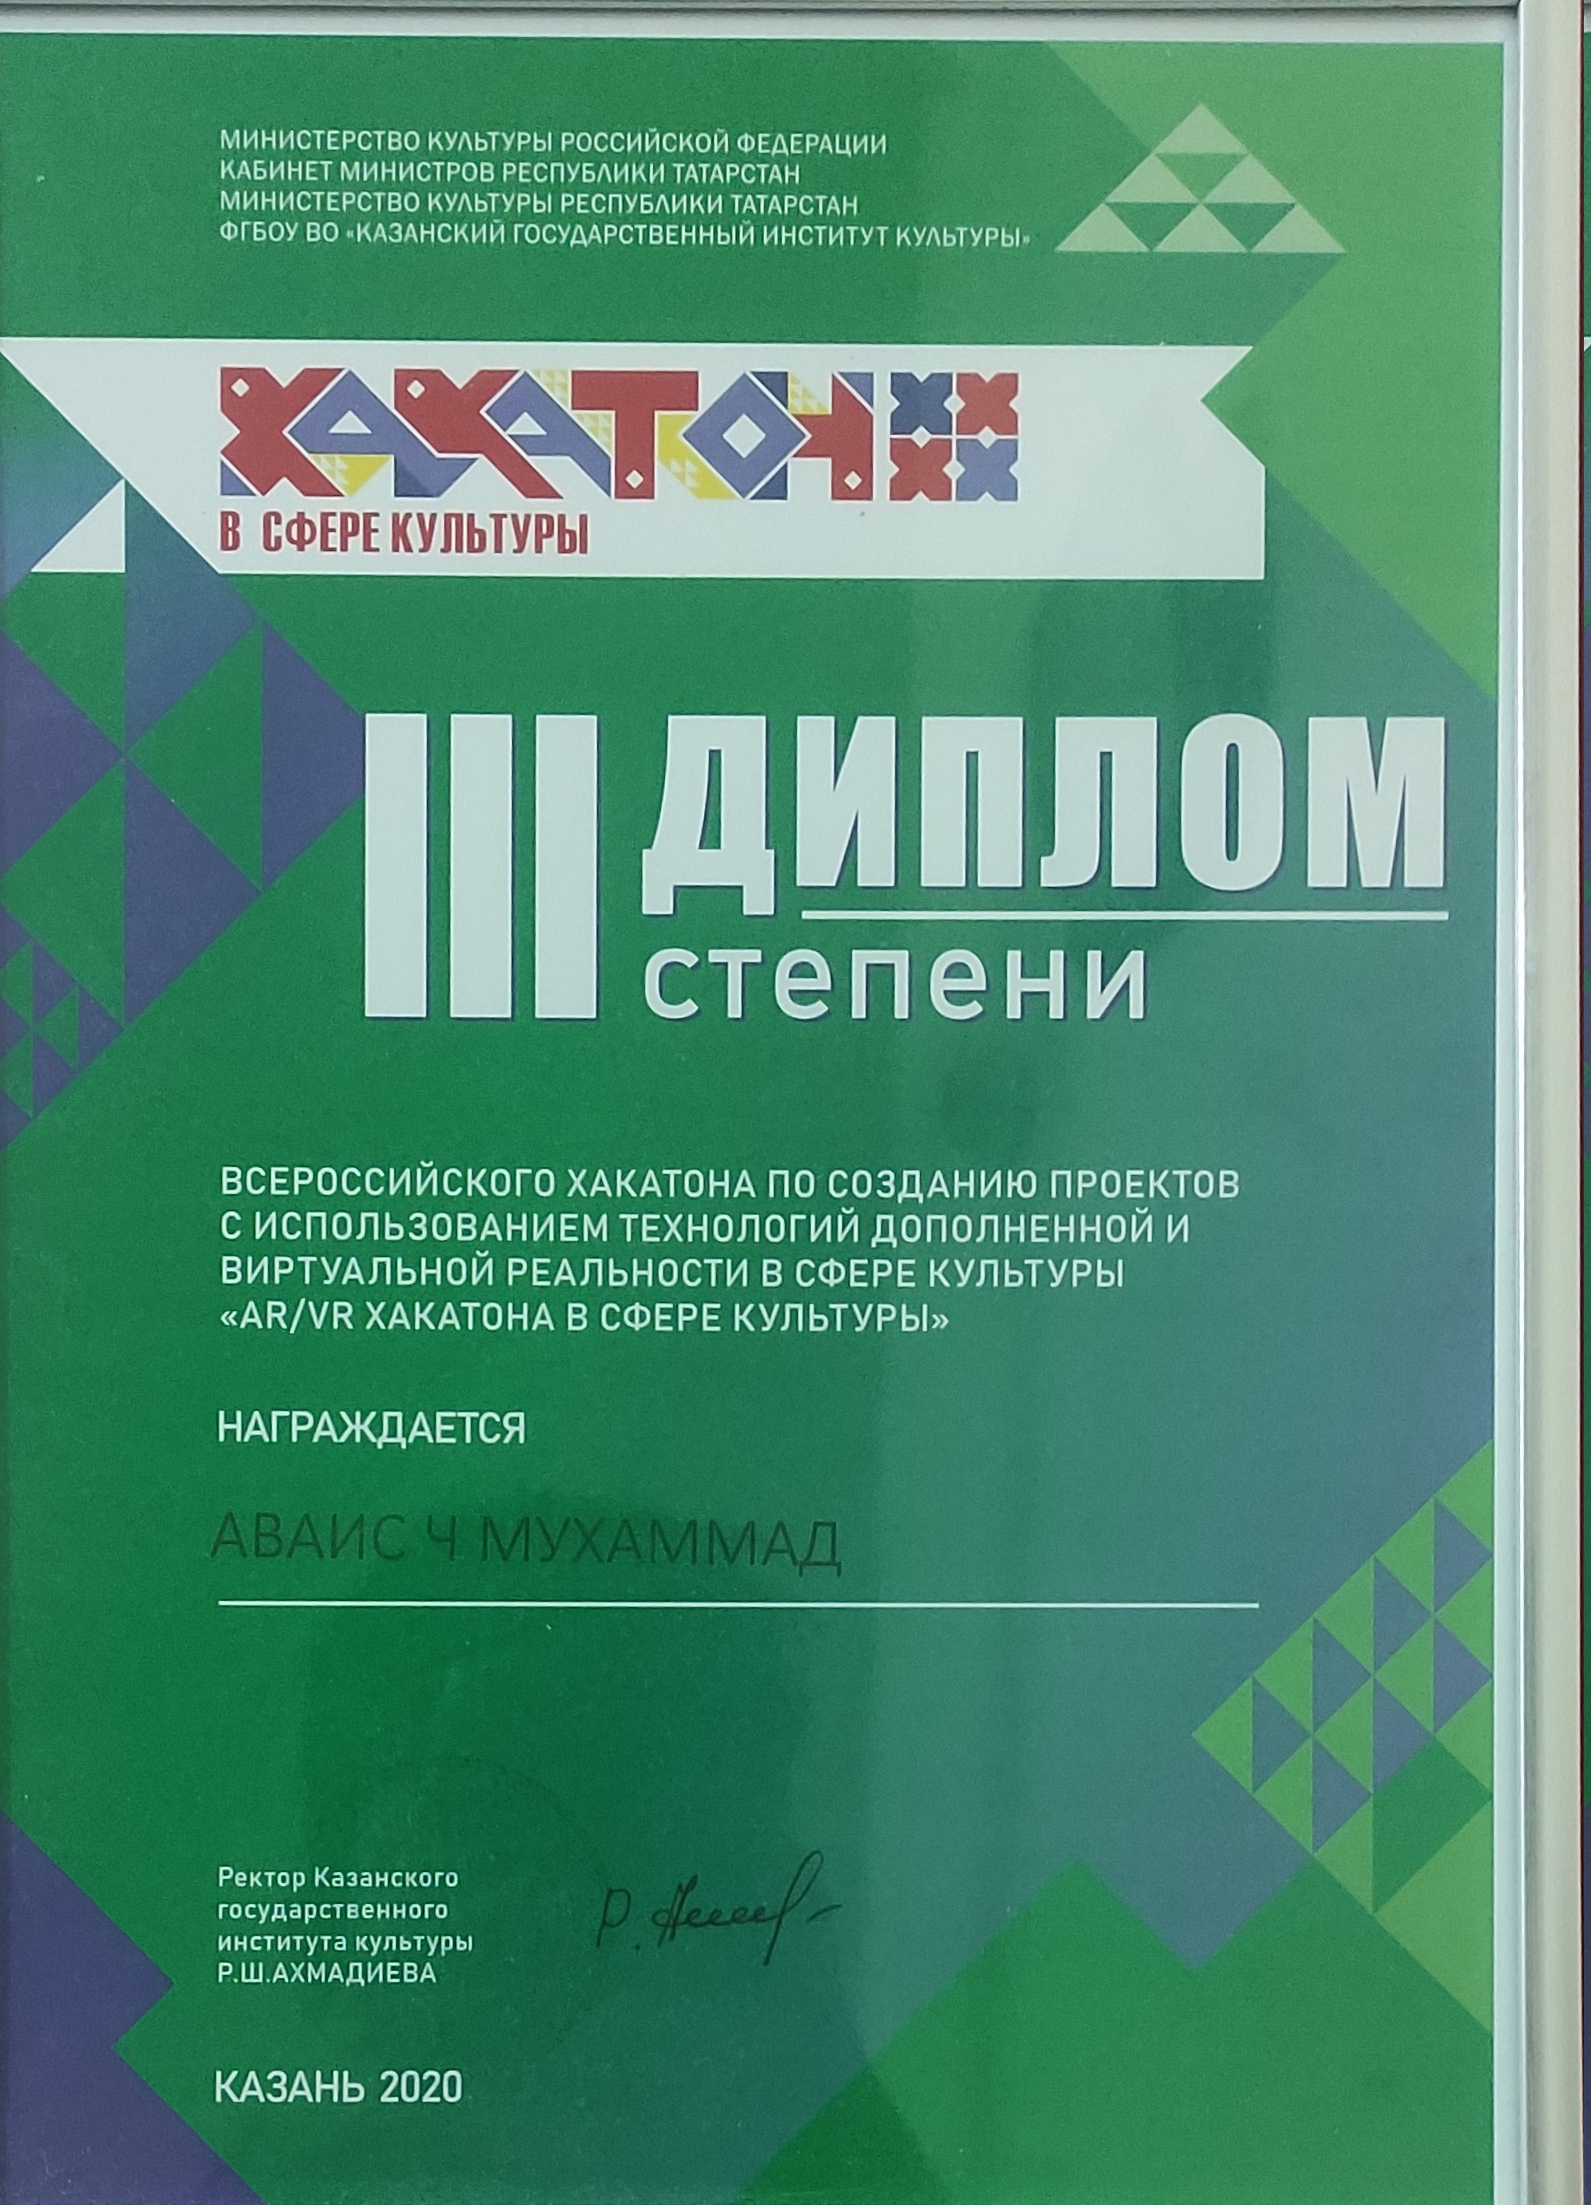 МИНИСТЕРСТВО КУЛЬТУРЫ РОССИЙСКОЙ ФЕДЕРАЦИИ
КАБИНЕТ МИНИСТРОВ РЕСПУБЛИКИ ТАТАРСТАН
МИНИСТЕРСТВО КУЛЬТУРЫ РЕСПУБЛИКИ ТАТАРСТАН
ФГБОУ ВО «КАЗАНСКИЙ ГОСУДАРСТВЕННЫЙ ИНСТИТУТ КУЛЬТУРЫ»
ХАКАТОН
В СФЕРЕ КУЛЬТУРЫ
III ДИПЛОМ
степени
ВСЕРОССИЙСКОГО ХАКАТОНА ПО СОЗДАНИЮ ПРОЕКТОВ
С ИСПОЛЬЗОВАНИЕМ ТЕХНОЛОГИЙ ДОПОЛНЕННОЙ И
ВИРТУАЛЬНОЙ РЕАЛЬНОСТИ В СФЕРЕ КУЛЬТУРЫ
«AR/VR ХАКАТОНА В СФЕРЕ КУЛЬТУРЫ»
НАГРАЖДАЕТСЯ
АВАИС Ч МУХАММАД
Ректор Казанского
государственного
института культуры
Р.Ш.АХМАДИЕВА
КАЗАНЬ 2020